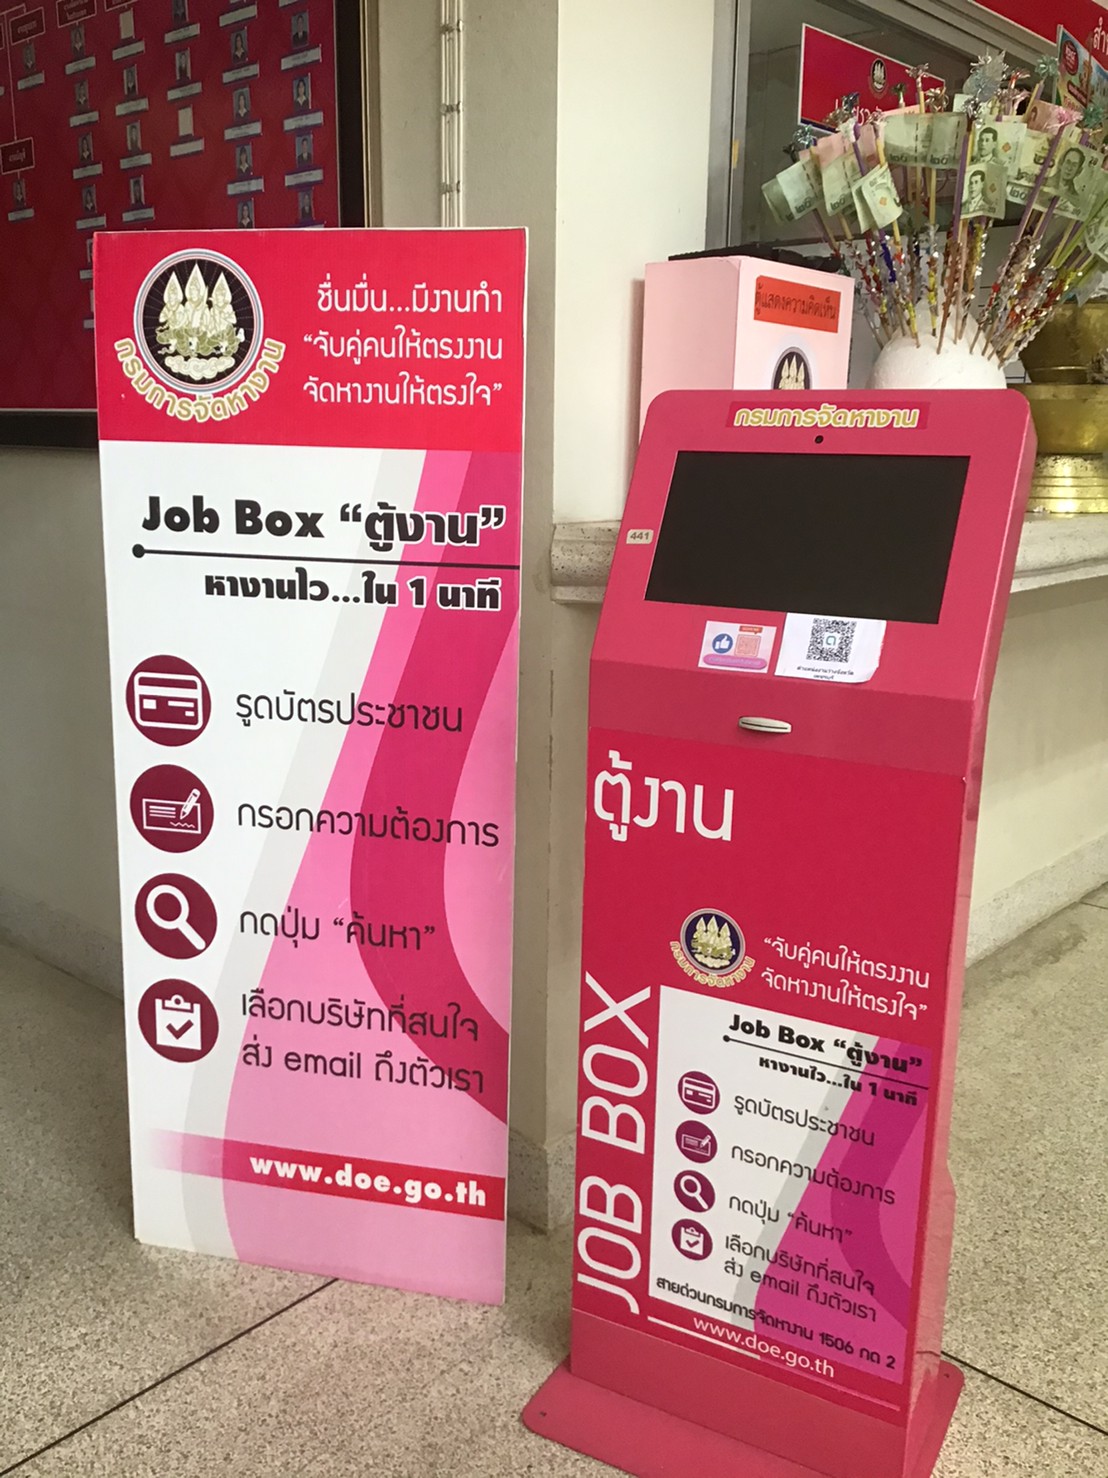 กรมการจัดหางาน
ชื่นมื่น...มีงานทำ
“จับคู่คนให้ตรงงาน
จัดหางานให้ตรงใจ”
Job Box “ตู้งาน”
หางานไว...ใน 1 นาที
รูดบัตรประชาชน
กรอกความต้องการ
กดปุ่ม “ค้นหา”
เลือกบริษัทที่สนใจ
ส่ง email ถึงตัวเรา
www.doe.go.th
ตู้แสดงความคิดเห็น
กรมการจัดหางาน
441
ตู้งาน
กรมการจัดหางาน
“จับคู่คนให้ตรงงาน
จัดหางานให้ตรงใจ”
JOB BOX
Job Box “ตู้งาน”
หางานไว...ใน 1 นาที
รูดบัตรประชาชน
กรอกความต้องการ
กดปุ่ม “ค้นหา”
เลือกบริษัทที่สนใจ
ส่ง email ถึงตัวเรา
สายด่วนกรมการจัดหางาน 1506 กด 2
www.doe.go.th